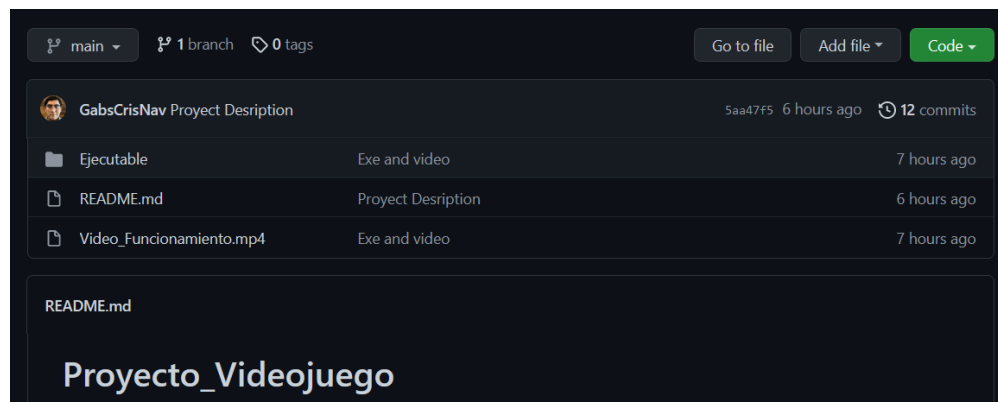 main 1 branch 0 tags Go to file Add file Code
GabsCrisNav Proyect Desription 5aa47f5 6 hours ago 12 commits
Ejecutable Exe and video 7 hours ago
README.md Proyect Desription 6 hours ago
Video_Funcionamiento.mp4 Exe and video 7 hours ago
README.md
Proyecto_Videojuego